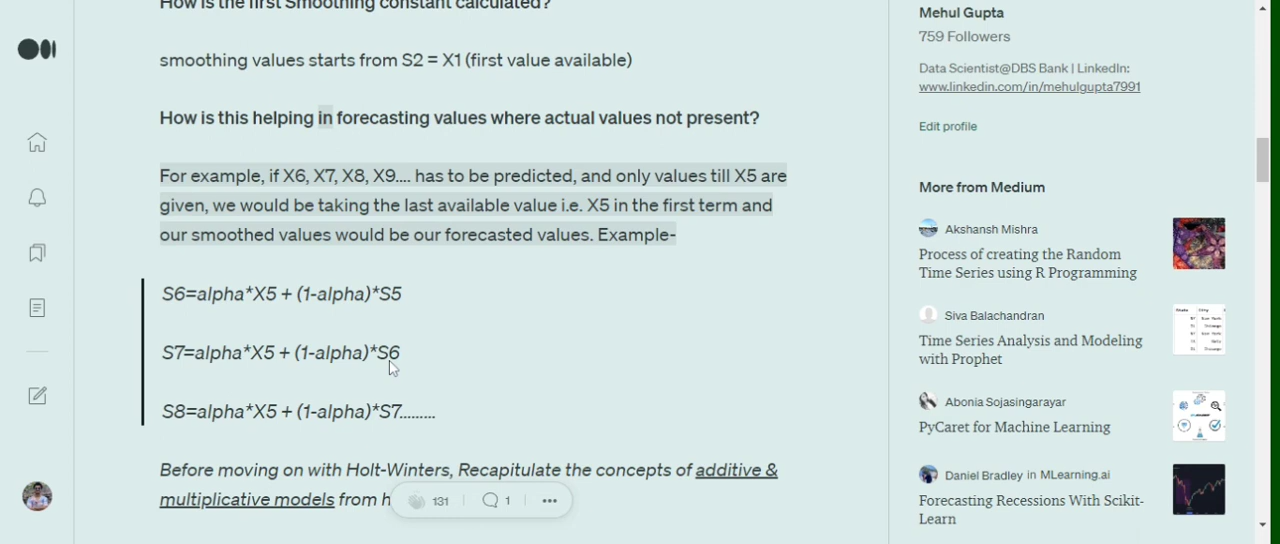 How is the first Smoothing constant calculated?
smoothing values starts from S2 = X1 (first value available)
How is this helping in forecasting values where actual values not present?
For example, if X6, X7, X8, X9.... has to be predicted, and only values till X5 are
given, we would be taking the last available value i.e. X5 in the first term and
our smoothed values would be our forecasted values. Example-
S6=alpha*X5 + (1-alpha)*S5
S7=alpha*X5 + (1-alpha)*S6
S8=alpha*X5 + (1-alpha)*S7.........
Before moving on with Holt-Winters, Recapitulate the concepts of additive &
multiplicative models from h
131
1
Mehul Gupta
759 Followers
Data Scientist@DBS Bank | LinkedIn:
www.linkedin.com/in/mehulgupta7991
Edit profile
More from Medium
Akshansh Mishra
Process of creating the Random
Time Series using R Programming
Siva Balachandran
Time Series Analysis and Modeling
with Prophet
Abonia Sojasingarayar
PyCaret for Machine Learning
Daniel Bradley in MLearning.ai
Forecasting Recessions With Scikit-
Learn